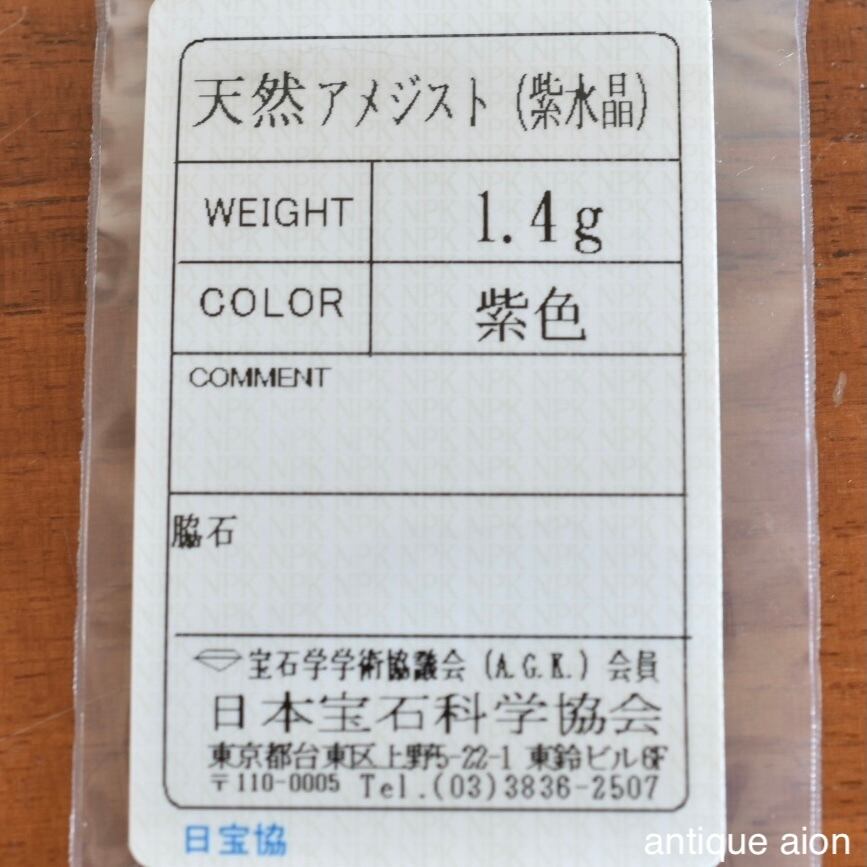 天然アメジスト(紫水晶)
WEIGHT 1.4g
COLOR 紫色
COMMENT
脇石
宝石学学術協議会(A.G.K.)会員
日本宝石科学協会
東京都台東区上野5-22-1 東鈴ビル6F
〒110-0005 Tel.(03)3836-2507
日宝協
antique aion